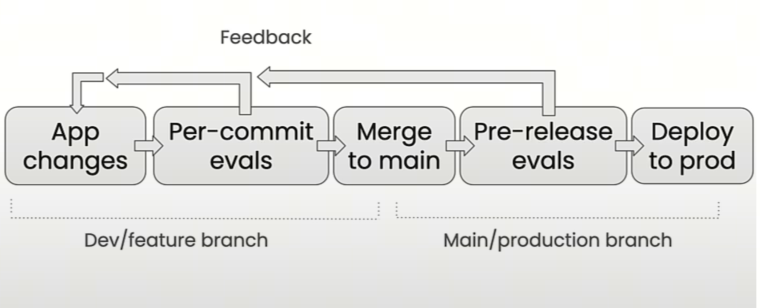 Feedback
App
changes
Per-commit
evals
Merge
to main
Pre-release
evals
Deploy
to prod
Dev/feature branch
Main/production branch